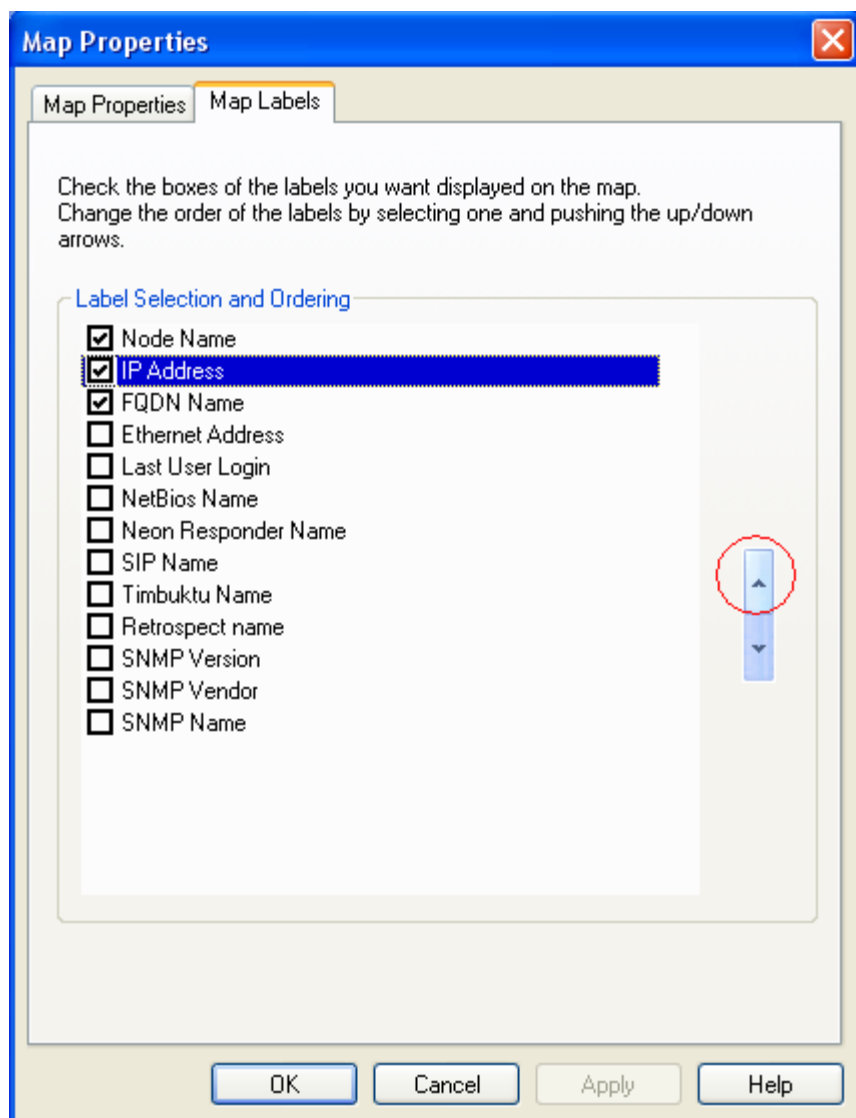 Map Properties
Map Properties Map Labels
Check the boxes of the labels you want displayed on the map.
Change the order of the labels by selecting one and pushing the up/down
arrows.
Label Selection and Ordering
Node Name
IP Address
FQDN Name
Ethernet Address
Last User Login
NetBios Name
Neon Responder Name
SIP Name
Timbuktu Name
Retrospect name
SNMP Version
SNMP Vendor
SNMP Name
OK Cancel Apply Help